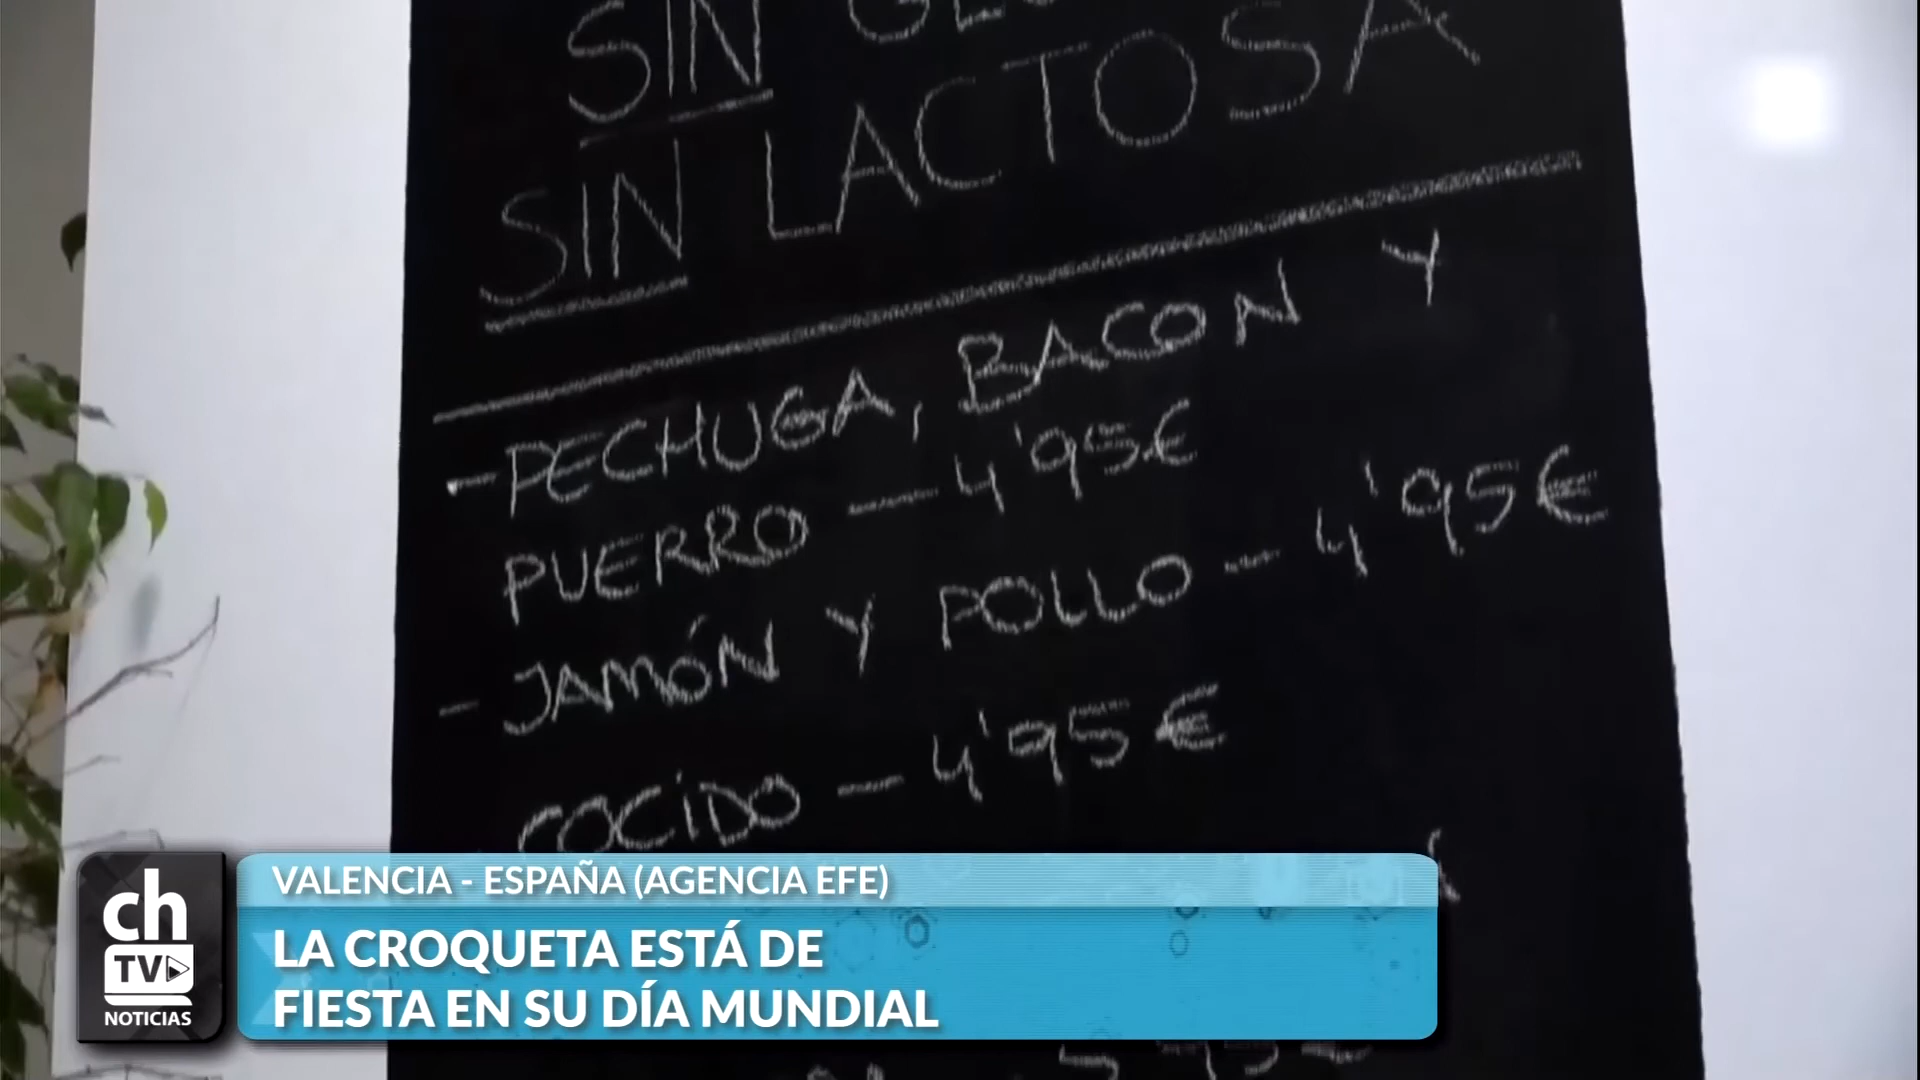 SIN
SIN LACTOSA
- PECHUGA, BACON Y
PUERRO — 4'95€
- JAMÓN Y POLLO - 4'95€
COCIDO - 4'95€
ch
TV
NOTICIAS
VALENCIA - ESPAÑA (AGENCIA EFE)
LA CROQUETA ESTÁ DE
FIESTA EN SU DÍA MUNDIAL